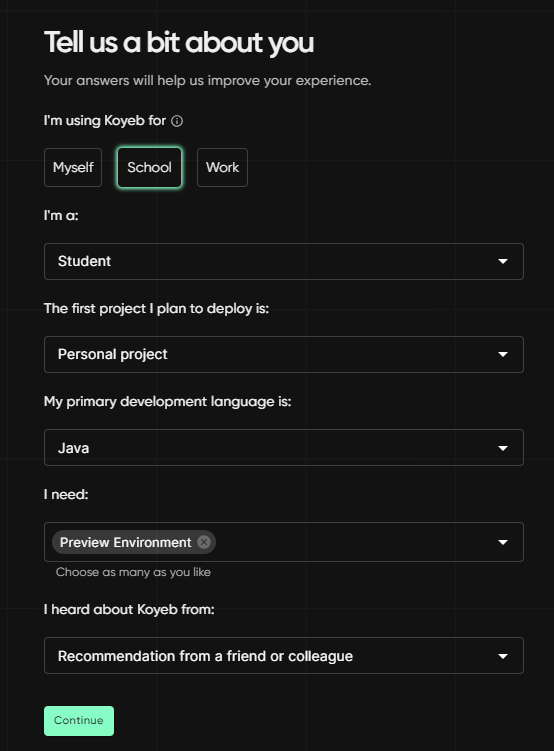 Tell us a bit about you
Your answers will help us improve your experience.
I'm using Koyeb for
Myself School Work
I'm a:
Student
The first project I plan to deploy is:
Personal project
My primary development language is:
Java
I need:
Preview Environment
Choose as many as you like
I heard about Koyeb from:
Recommendation from a friend or colleague
Continue